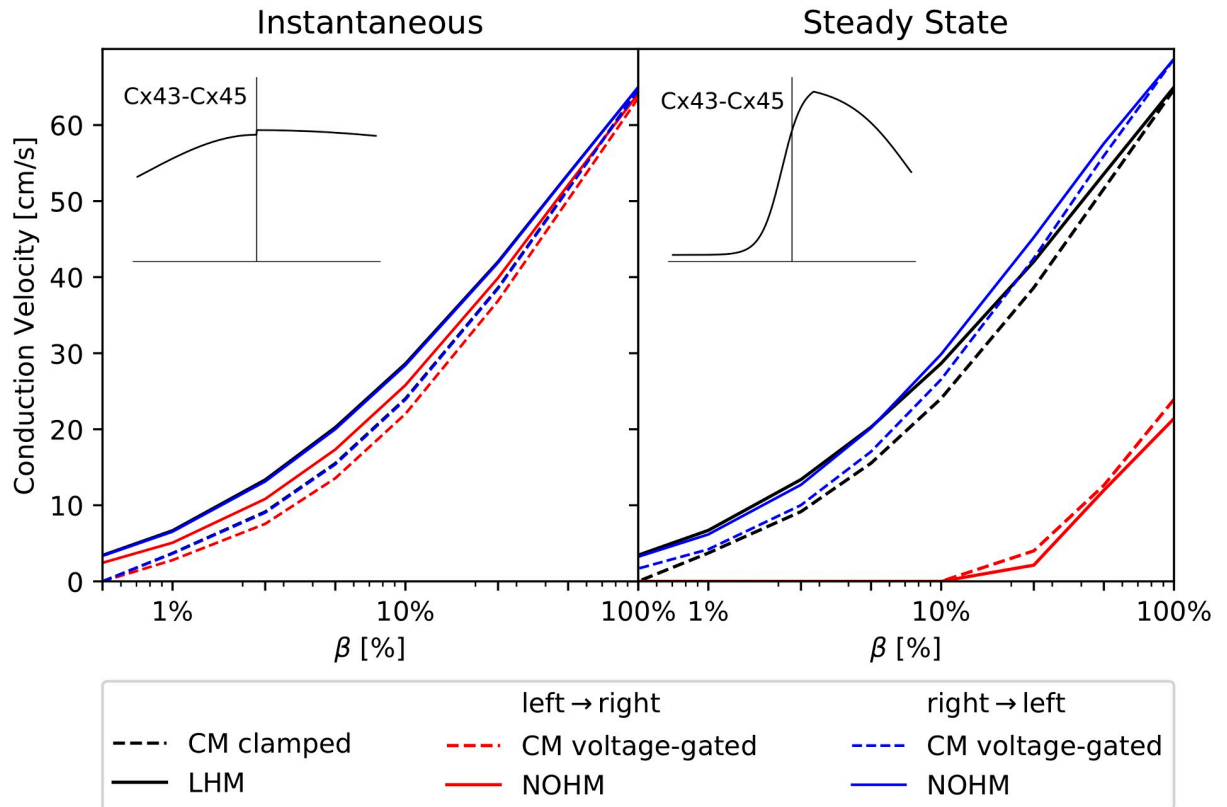 Instantaneous Steady State
Conduction Velocity [cm/s]
60
50
40
30
20
10
0
Cx43-Cx45
Cx43-Cx45
1% 10% 100% 1% 10% 100%
β [%] β [%]
left → right right → left
CM clamped CM voltage-gated CM voltage-gated
LHM NOHM NOHM